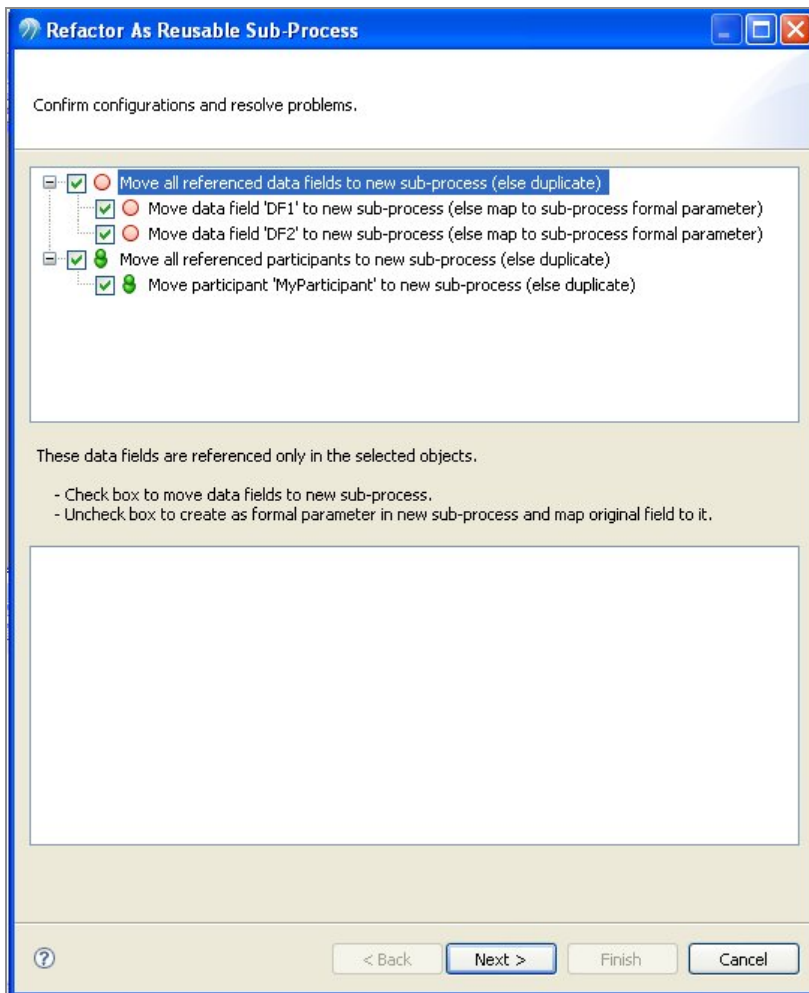 Refactor As Reusable Sub-Process
Confirm configurations and resolve problems.
Move all referenced data fields to new sub-process (else duplicate)
Move data field 'DF1' to new sub-process (else map to sub-process formal parameter)
Move data field 'DF2' to new sub-process (else map to sub-process formal parameter)
Move all referenced participants to new sub-process (else duplicate)
Move participant 'MyParticipant' to new sub-process (else duplicate)
These data fields are referenced only in the selected objects.
- Check box to move data fields to new sub-process.
- Uncheck box to create as formal parameter in new sub-process and map original field to it.
? < Back Next > Finish Cancel